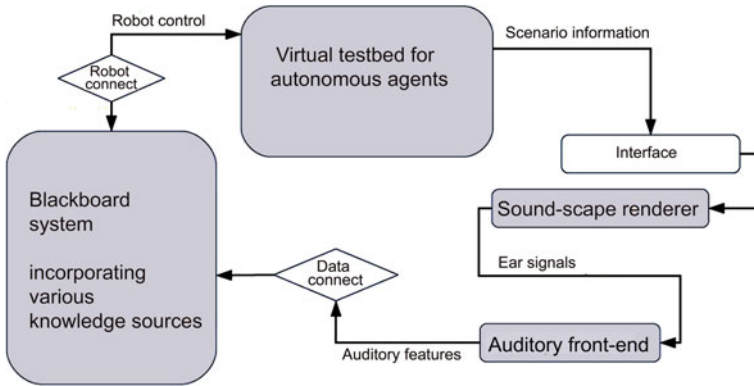 Robot control
Virtual testbed for
autonomous agents
Scenario information
Robot
connect
Interface
Blackboard
system
incorporating
various
knowledge sources
Sound-scape renderer
Ear signals
Data
connect
Auditory features
Auditory front-end